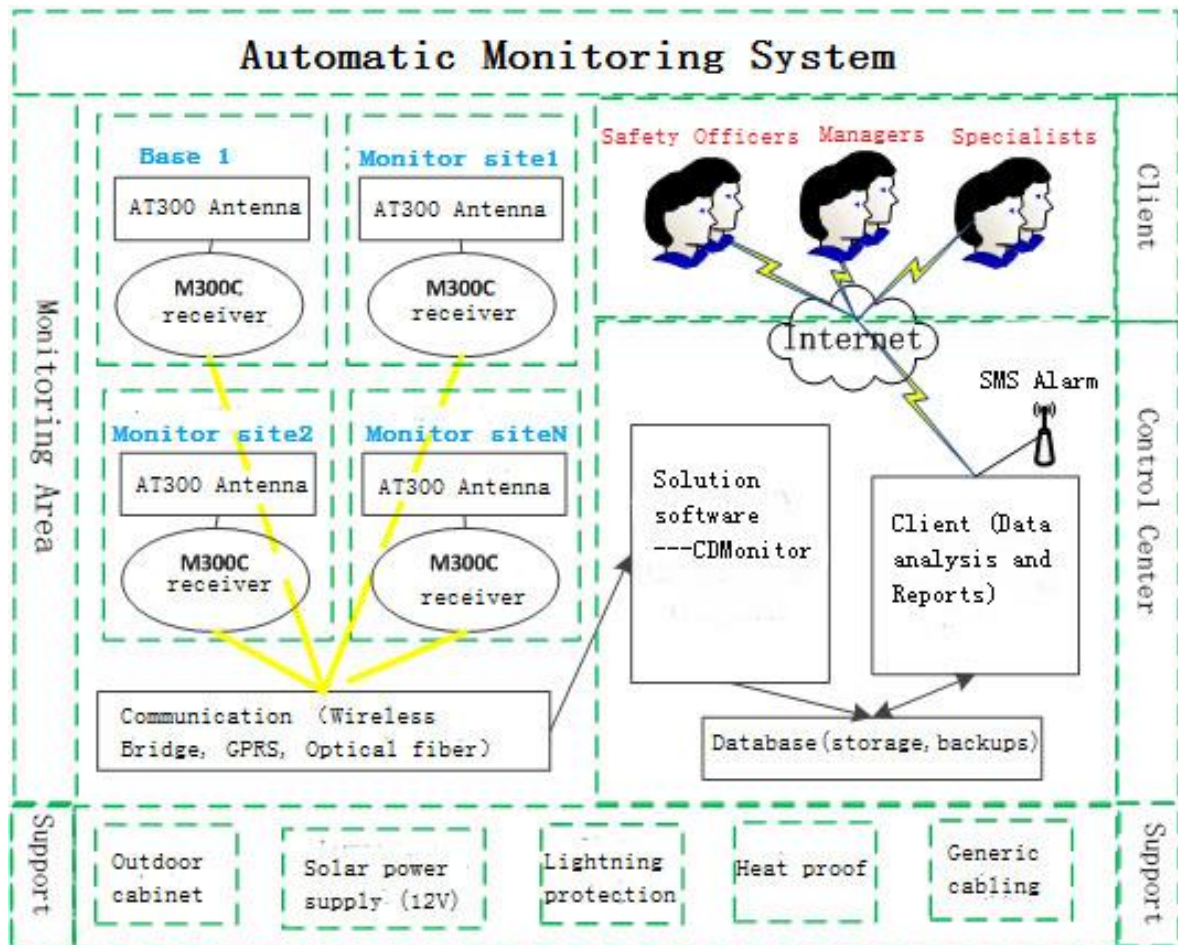 Automatic Monitoring System
Monitoring Area
Base 1
AT300 Antenna
M300C
receiver
Monitor site1
AT300 Antenna
M300C
receiver
Monitor site2
AT300 Antenna
M300C
receiver
Monitor siteN
AT300 Antenna
M300C
receiver
Communication (Wireless
Bridge, GPRS, Optical fiber)
Client
Safety Officers
Managers
Specialists
Internet
Control Center
SMS Alarm
Solution
software
---CDMonitor
Client (Data
analysis and
Reports)
Database(storage,backups)
Support
Outdoor
cabinet
Solar power
supply (12V)
Lightning
protection
Heat proof
Generic
cabling
Support